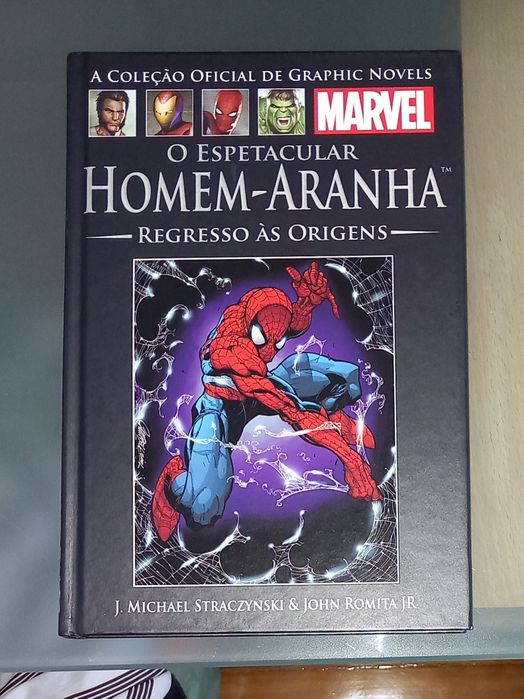 A Coleção Oficial de Graphic Novels
MARVEL
O Espetacular
Homem-Aranha™
Regresso às Origens
J. Michael Straczynski & John Romita Jr